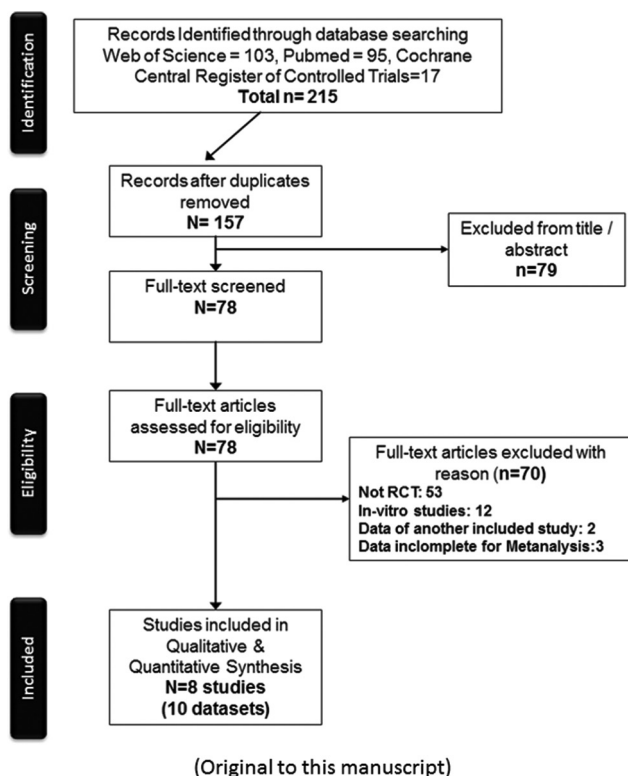 Identification
Records Identified through database searching
Web of Science = 103, Pubmed = 95, Cochrane
Central Register of Controlled Trials=17
Total n= 215
Screening
Records after duplicates
removed
N= 157
Excluded from title /
abstract
n=79
Full-text screened
N=78
Eligibility
Full-text articles
assessed for eligibility
N=78
Full-text articles excluded with
reason (n=70)
Not RCT: 53
In-vitro studies: 12
Data of another included study: 2
Data inclomplete for Metanalysis:3
Included
Studies included in
Qualitative &
Quantitative Synthesis
N=8 studies
(10 datasets)
(Original to this manuscript)